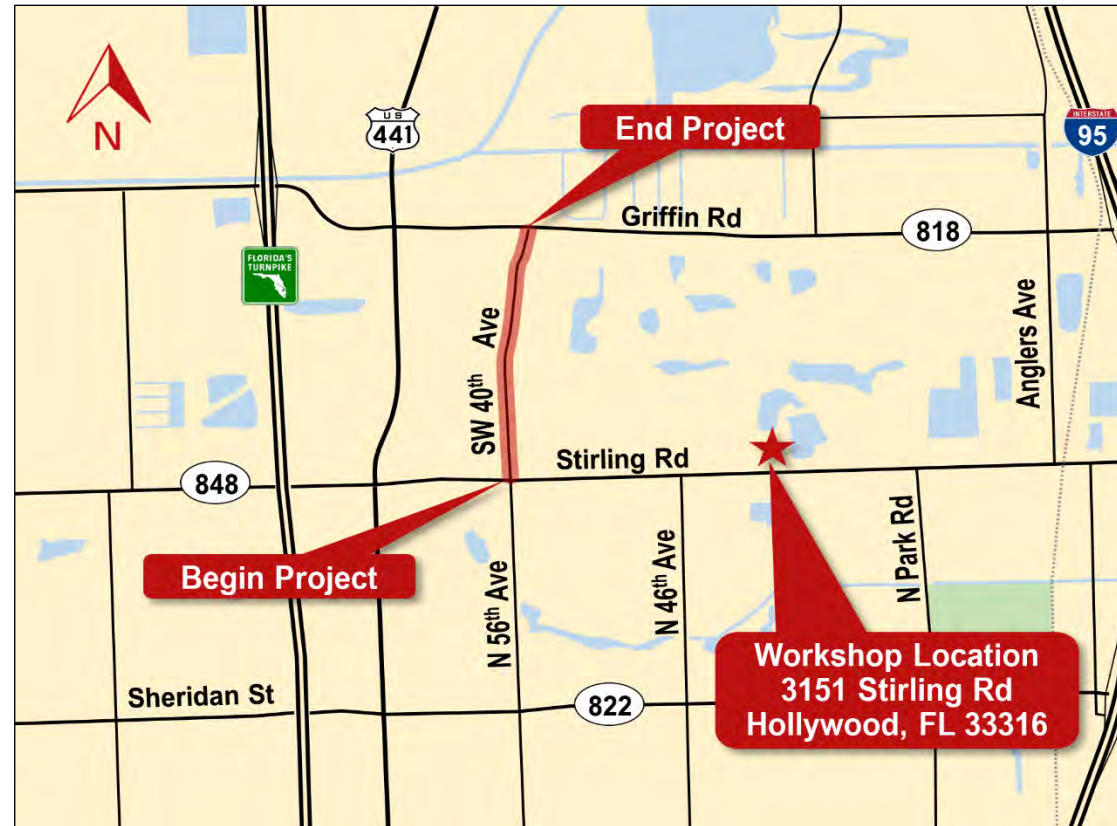 N
US
441
End Project
INTERSTATE
95
Griffin Rd
818
FLORIDA'S
TURNPIKE
SW 40th Ave
Anglers Ave
Stirling Rd
848
Begin Project
N 56th Ave
N 46th Ave
N Park Rd
Workshop Location
3151 Stirling Rd
Hollywood, FL 33316
Sheridan St
822